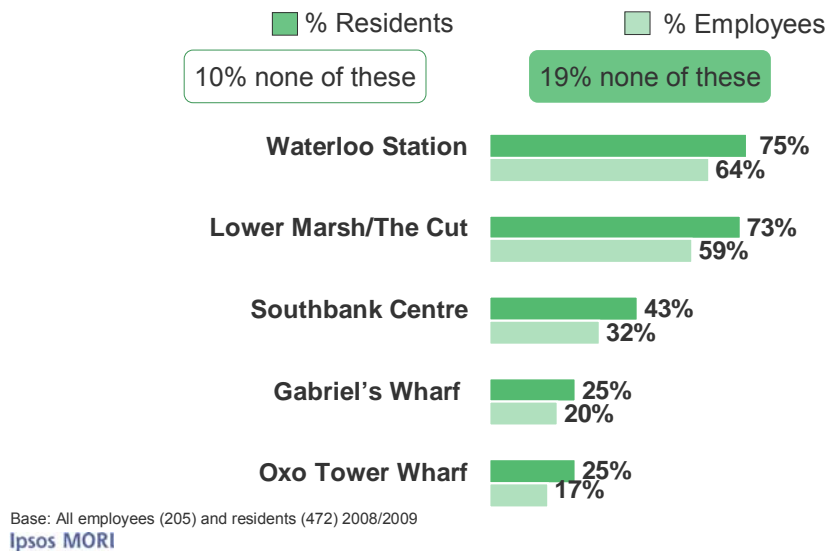 % Residents % Employees
10% none of these 19% none of these
Waterloo Station 75%
64%
Lower Marsh/The Cut 73%
59%
Southbank Centre 43%
32%
Gabriel’s Wharf 25%
20%
Oxo Tower Wharf 25%
17%
Base: All employees (205) and residents (472) 2008/2009
Ipsos MORI